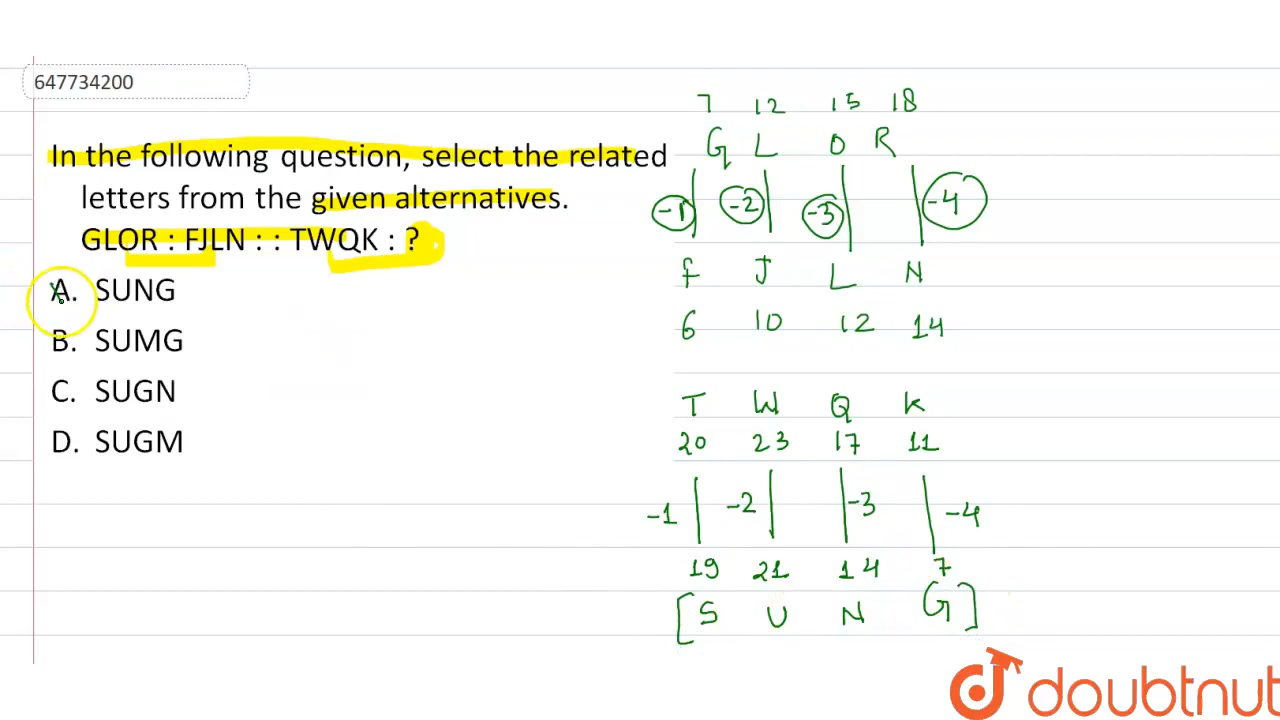 647734200
In the following question, select the related
letters from the given alternatives.
GLOR : FJLN : : TWQK : ?
A. SUNG
B. SUMG
C. SUGN
D. SUGM
7 12 15 18
G L O R
-1 -2 -3 -4
F J L N
6 10 12 14
T W Q K
20 23 17 11
-1 -2 -3 -4
19 21 14 7
[S U N G]
doubtnut